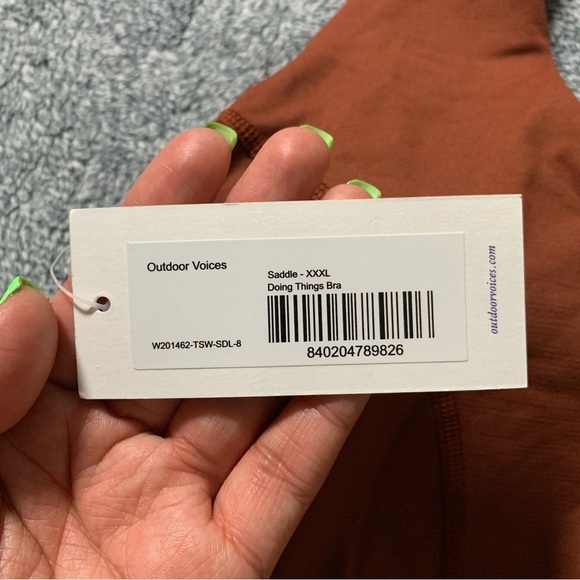 Outdoor Voices
Saddle - XXXL
Doing Things Bra
W201462-TSW-SDL-8
840204789826
outdoorvoices.com